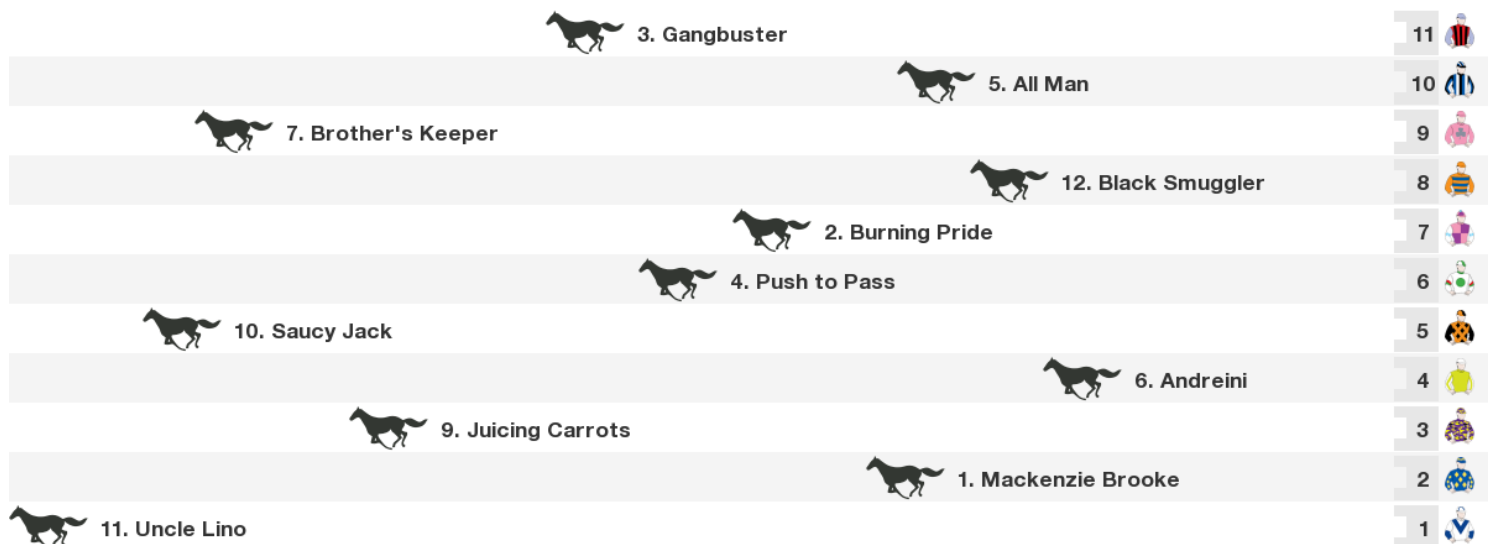 3. Gangbuster 11
5. All Man 10
7. Brother's Keeper 9
12. Black Smuggler 8
2. Burning Pride 7
4. Push to Pass 6
10. Saucy Jack 5
6. Andreini 4
9. Juicing Carrots 3
1. Mackenzie Brooke 2
11. Uncle Lino 1